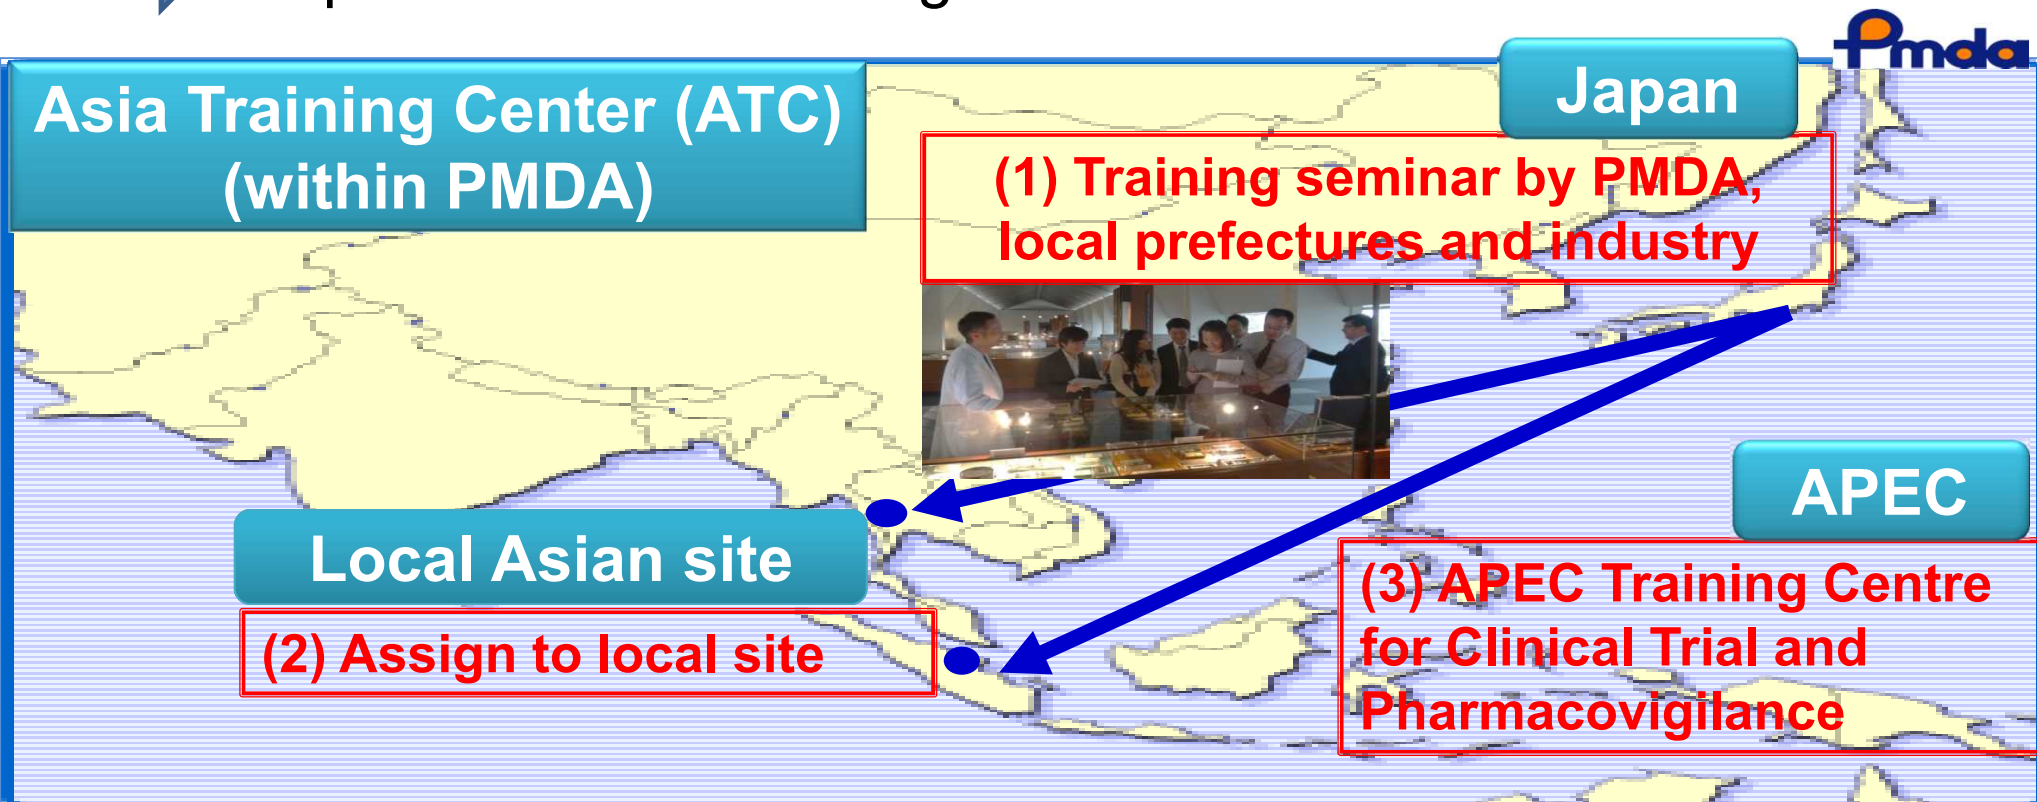 Pmda
Japan
Asia Training Center (ATC)
(within PMDA)
(1) Training seminar by PMDA,
local prefectures and industry
APEC
Local Asian site
(3) APEC Training Centre
for Clinical Trial and
Pharmacovigilance
(2) Assign to local site